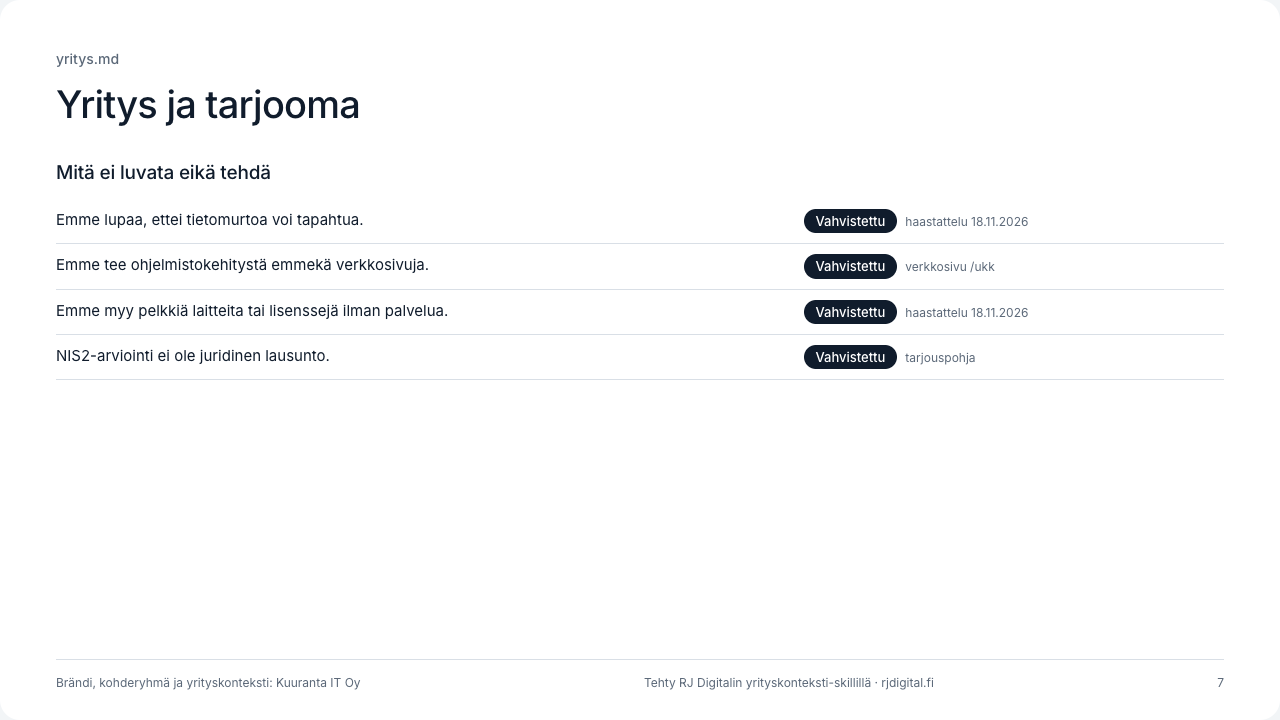 yritys.md
Yritys ja tarjooma
Mitä ei luvata eikä tehdä
Emme lupaa, ettei tietomurtoa voi tapahtua. Vahvistettu haastattelu 18.11.2026
Emme tee ohjelmistokehitystä emmekä verkkosivuja. Vahvistettu verkkosivu /ukk
Emme myy pelkkiä laitteita tai lisenssejä ilman palvelua. Vahvistettu haastattelu 18.11.2026
NIS2-arviointi ei ole juridinen lausunto. Vahvistettu tarjouspohja
Brändi, kohderyhmä ja yrityskonteksti: Kuuranta IT Oy Tehty RJ Digitalin yrityskonteksti-skillillä · rjdigital.fi 7